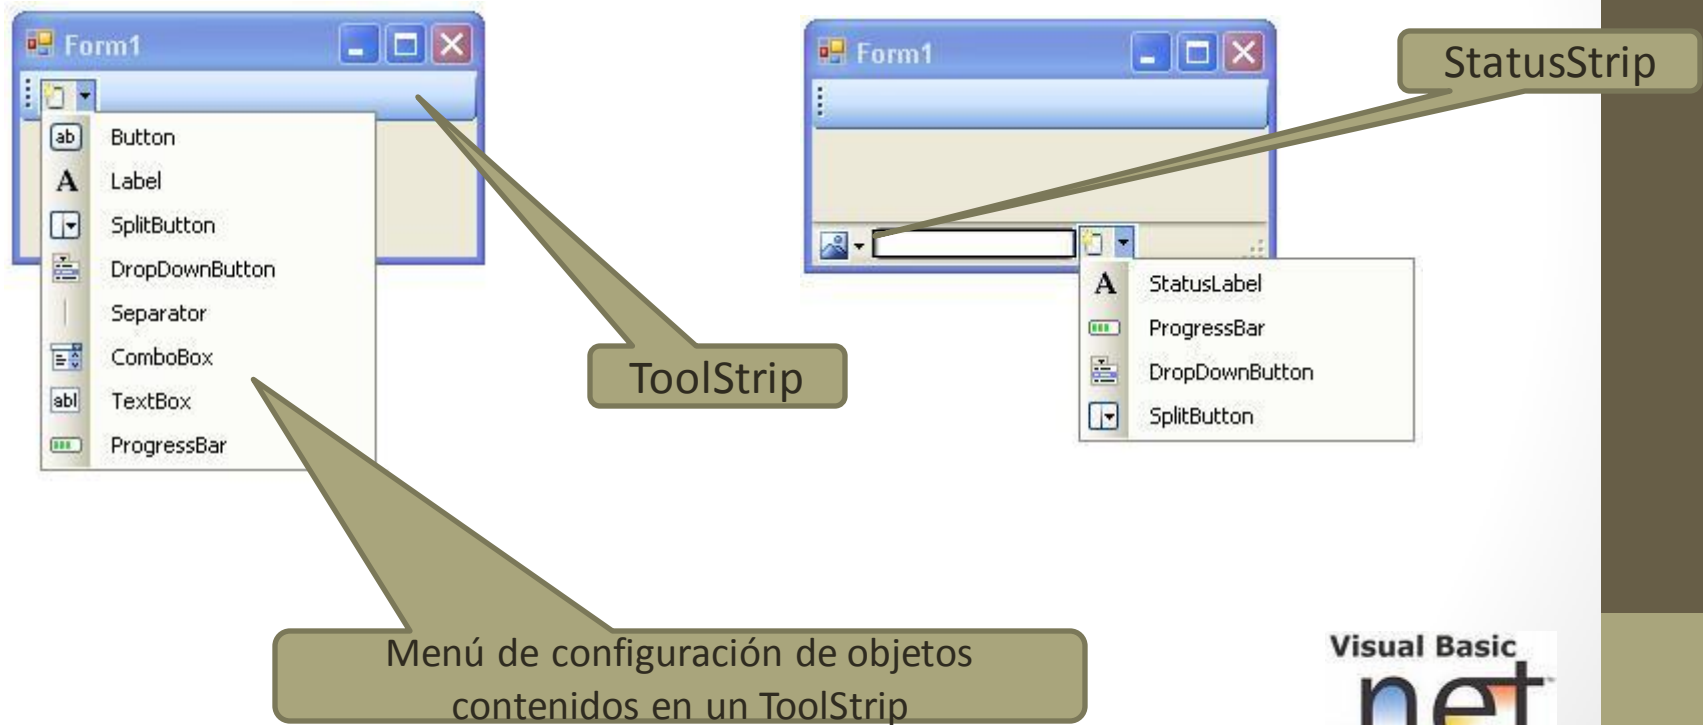 Form1
Button
Label
SplitButton
DropDownButton
Separator
ComboBox
TextBox
ProgressBar
ToolStrip
Menú de configuración de objetos
contenidos en un ToolStrip
Form1
StatusStrip
StatusLabel
ProgressBar
DropDownButton
SplitButton
Visual Basic
net